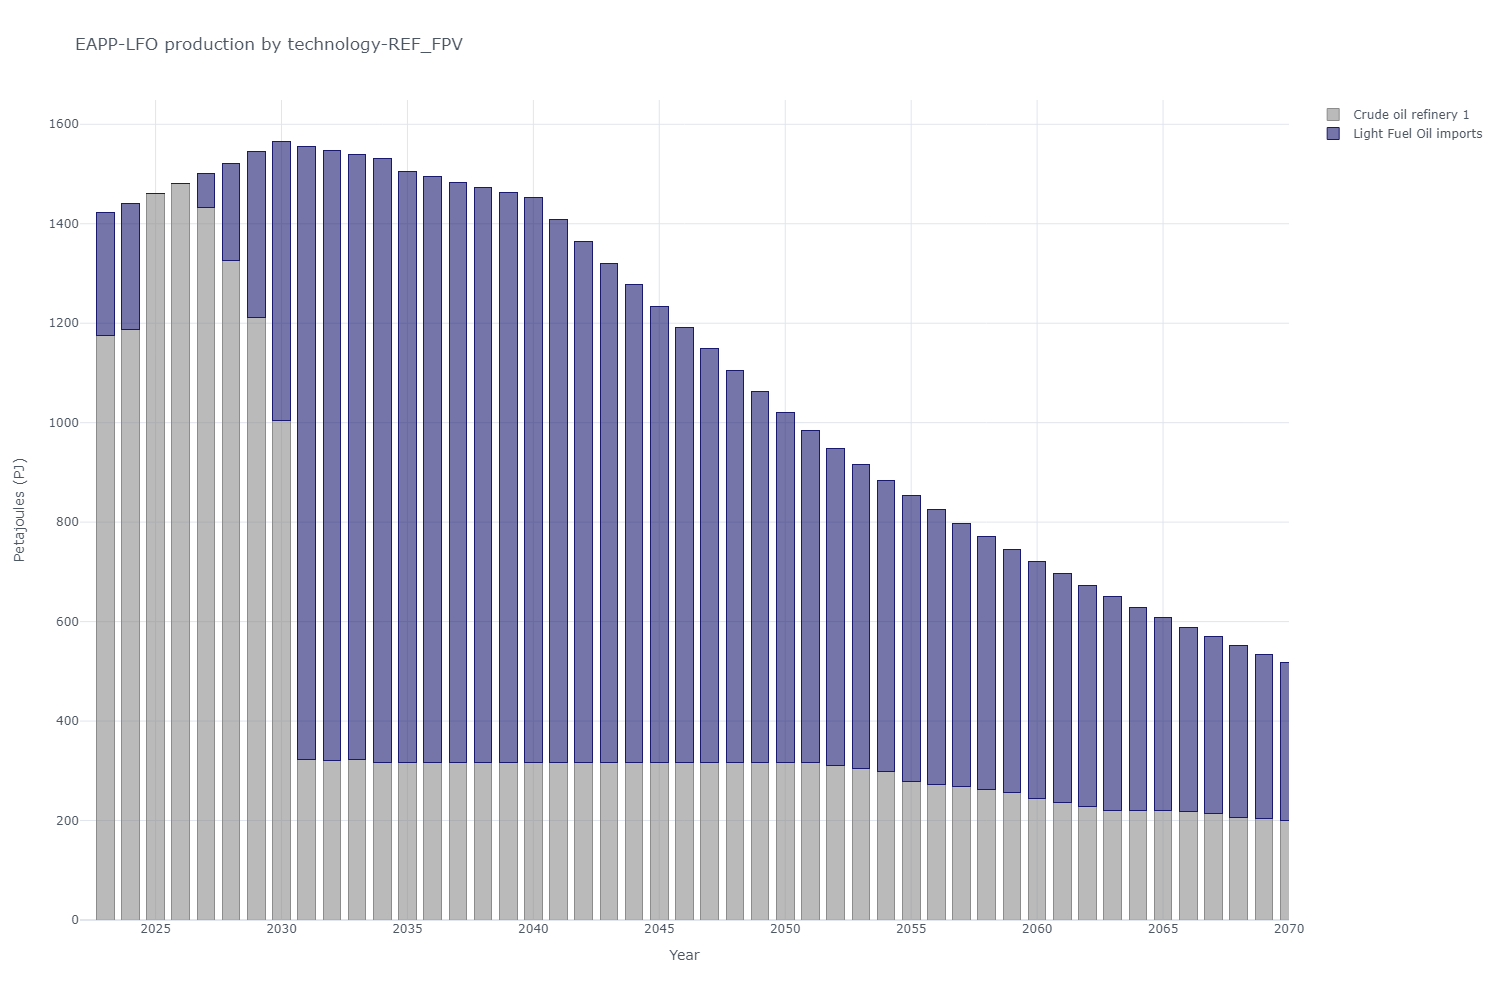 EAPP-LFO production by technology-REF_FPV
Crude oil refinery 1
Light Fuel Oil imports
1600
1400
1200
1000
800
600
400
200
0
Petajoules (PJ)
2025 2030 2035 2040 2045 2050 2055 2060 2065 2070
Year